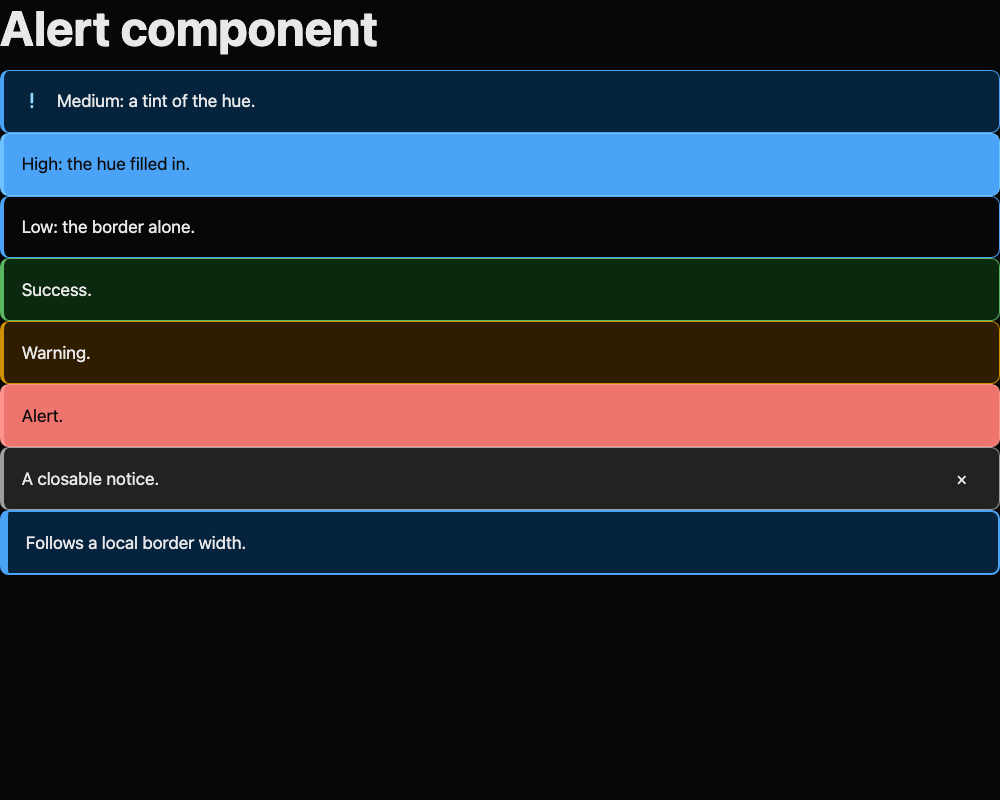 Alert component
! Medium: a tint of the hue.
High: the hue filled in.
Low: the border alone.
Success.
Warning.
Alert.
A closable notice. ×
Follows a local border width.